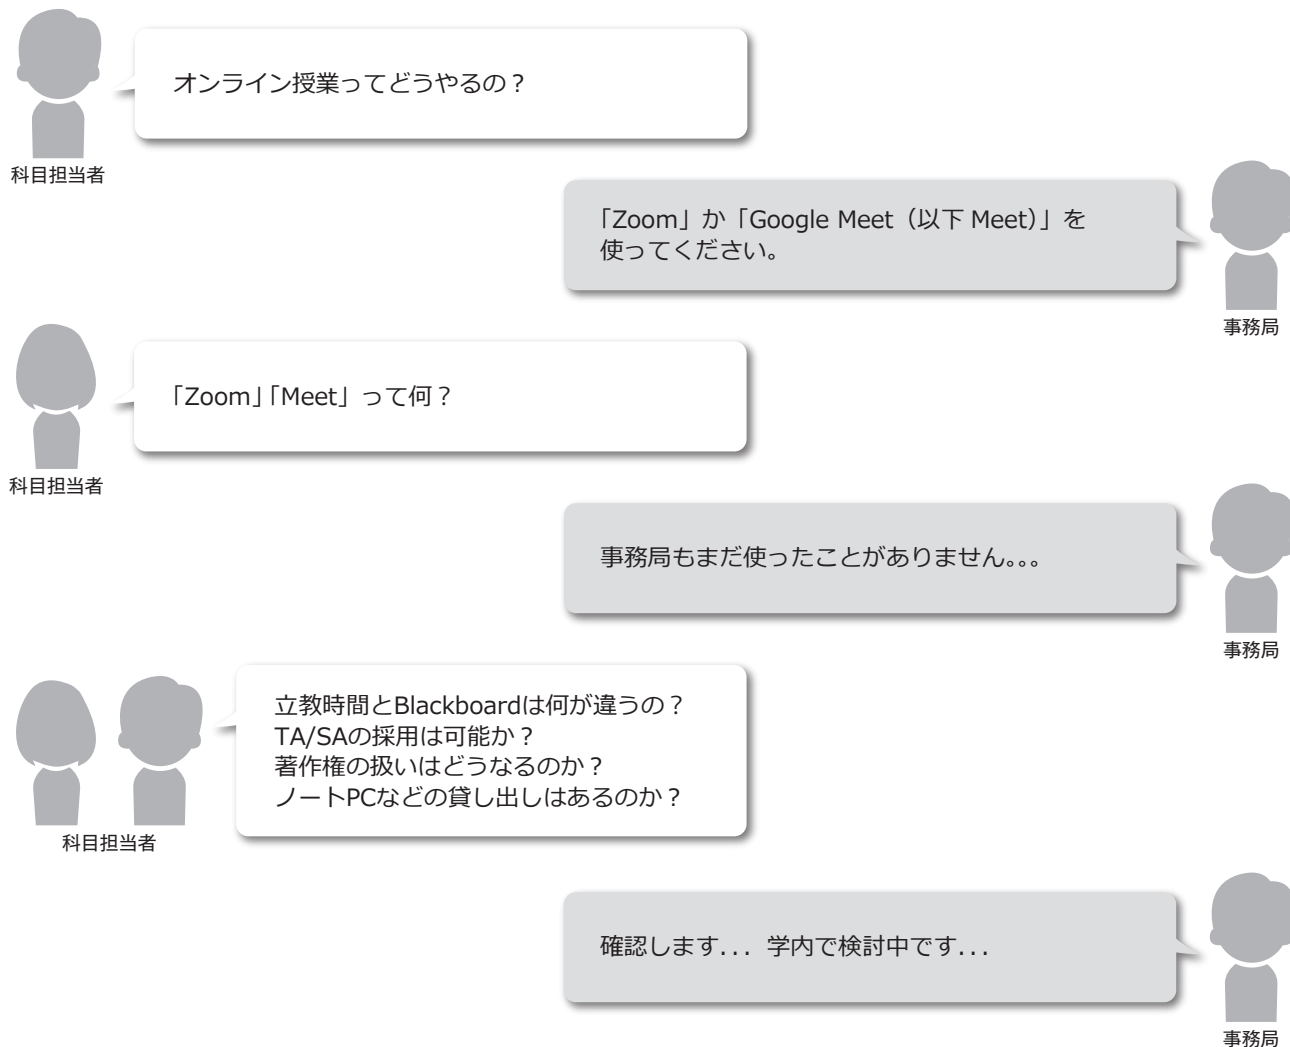 オンライン授業ってどうやるの？
科目担当者
「Zoom」か「Google Meet（以下 Meet）」を
使ってください。
事務局
「Zoom」「Meet」って何？
科目担当者
事務局もまだ使ったことがありません。。。
事務局
立教時間とBlackboardは何が違うの？
TA/SAの採用は可能か？
著作権の扱いはどうなるのか？
ノートPCなどの貸し出しはあるのか？
科目担当者
確認します... 学内で検討中です...
事務局